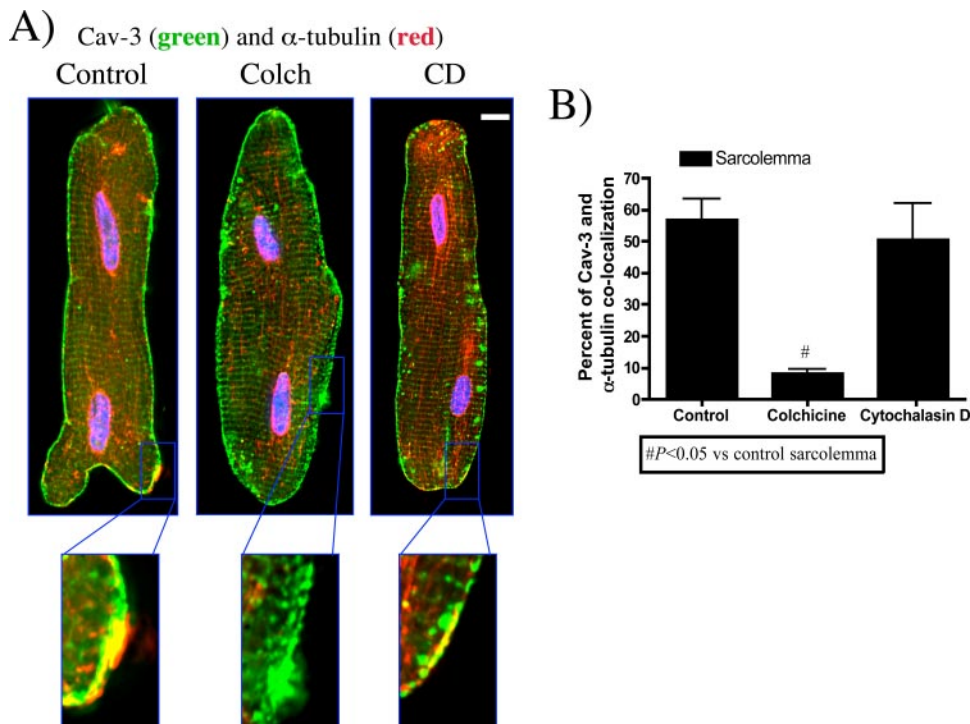 A)
Cav-3 (green) and α-tubulin (red)
Control Colch CD
B)
Sarcolemma
Percent of Cav-3 and
α-tubulin co-localization
70
60
50
40
30
20
10
0
#
Control Colchicine Cytochalasin D
#P<0.05 vs control sarcolemma